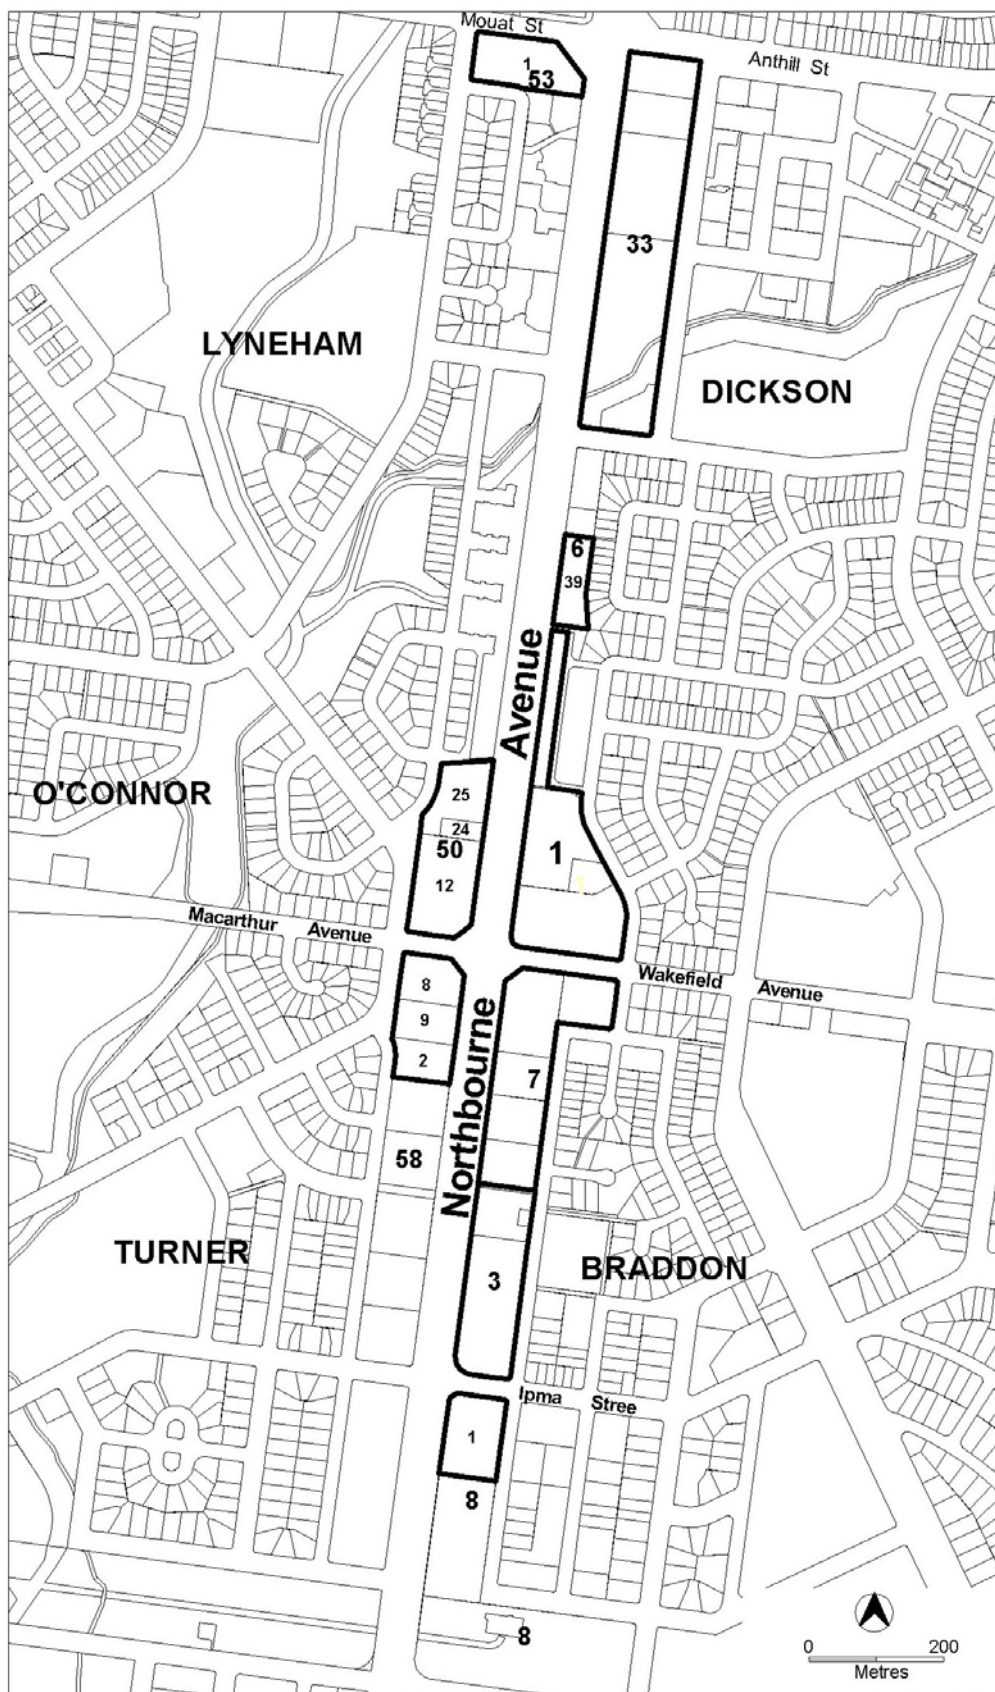 Mouat St
Anthill St
1
53
33
LYNEHAM
DICKSON
6
39
Avenue
O'CONNOR
25
24
50
12
1
1
Macarthur Avenue
Wakefield Avenue
8
9
2
7
Northbourne
58
TURNER
BRADDON
3
Ipma Stree
1
8
8
0 200
Metres